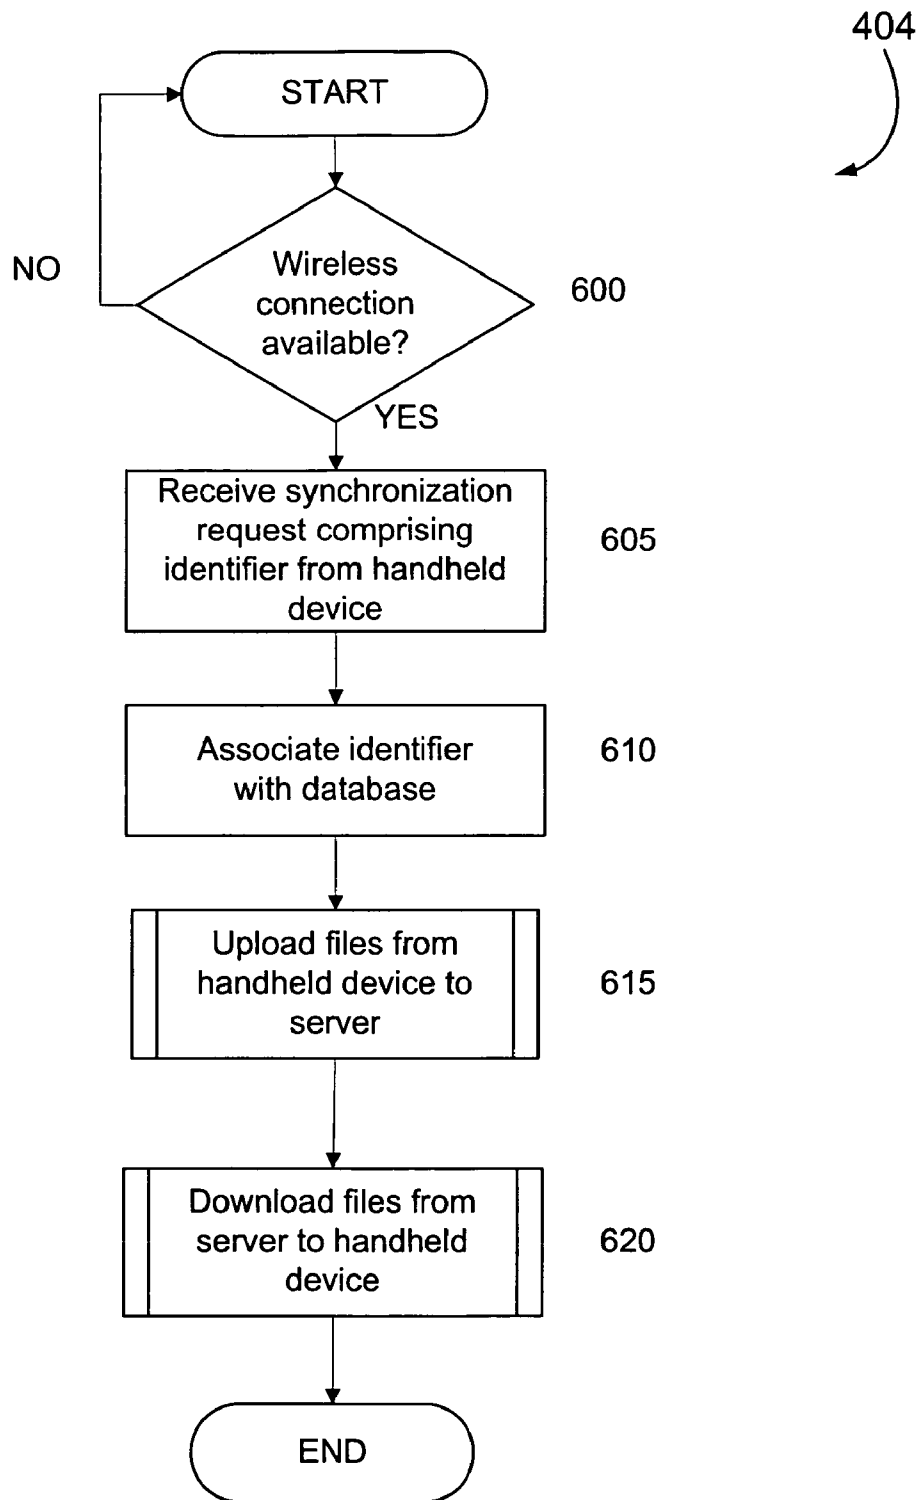 404
START
Wireless
connection
available?
600
NO
YES
Receive synchronization
request comprising
identifier from handheld
device
605
Associate identifier
with database
610
Upload files from
handheld device to
server
615
Download files from
server to handheld
device
620
END